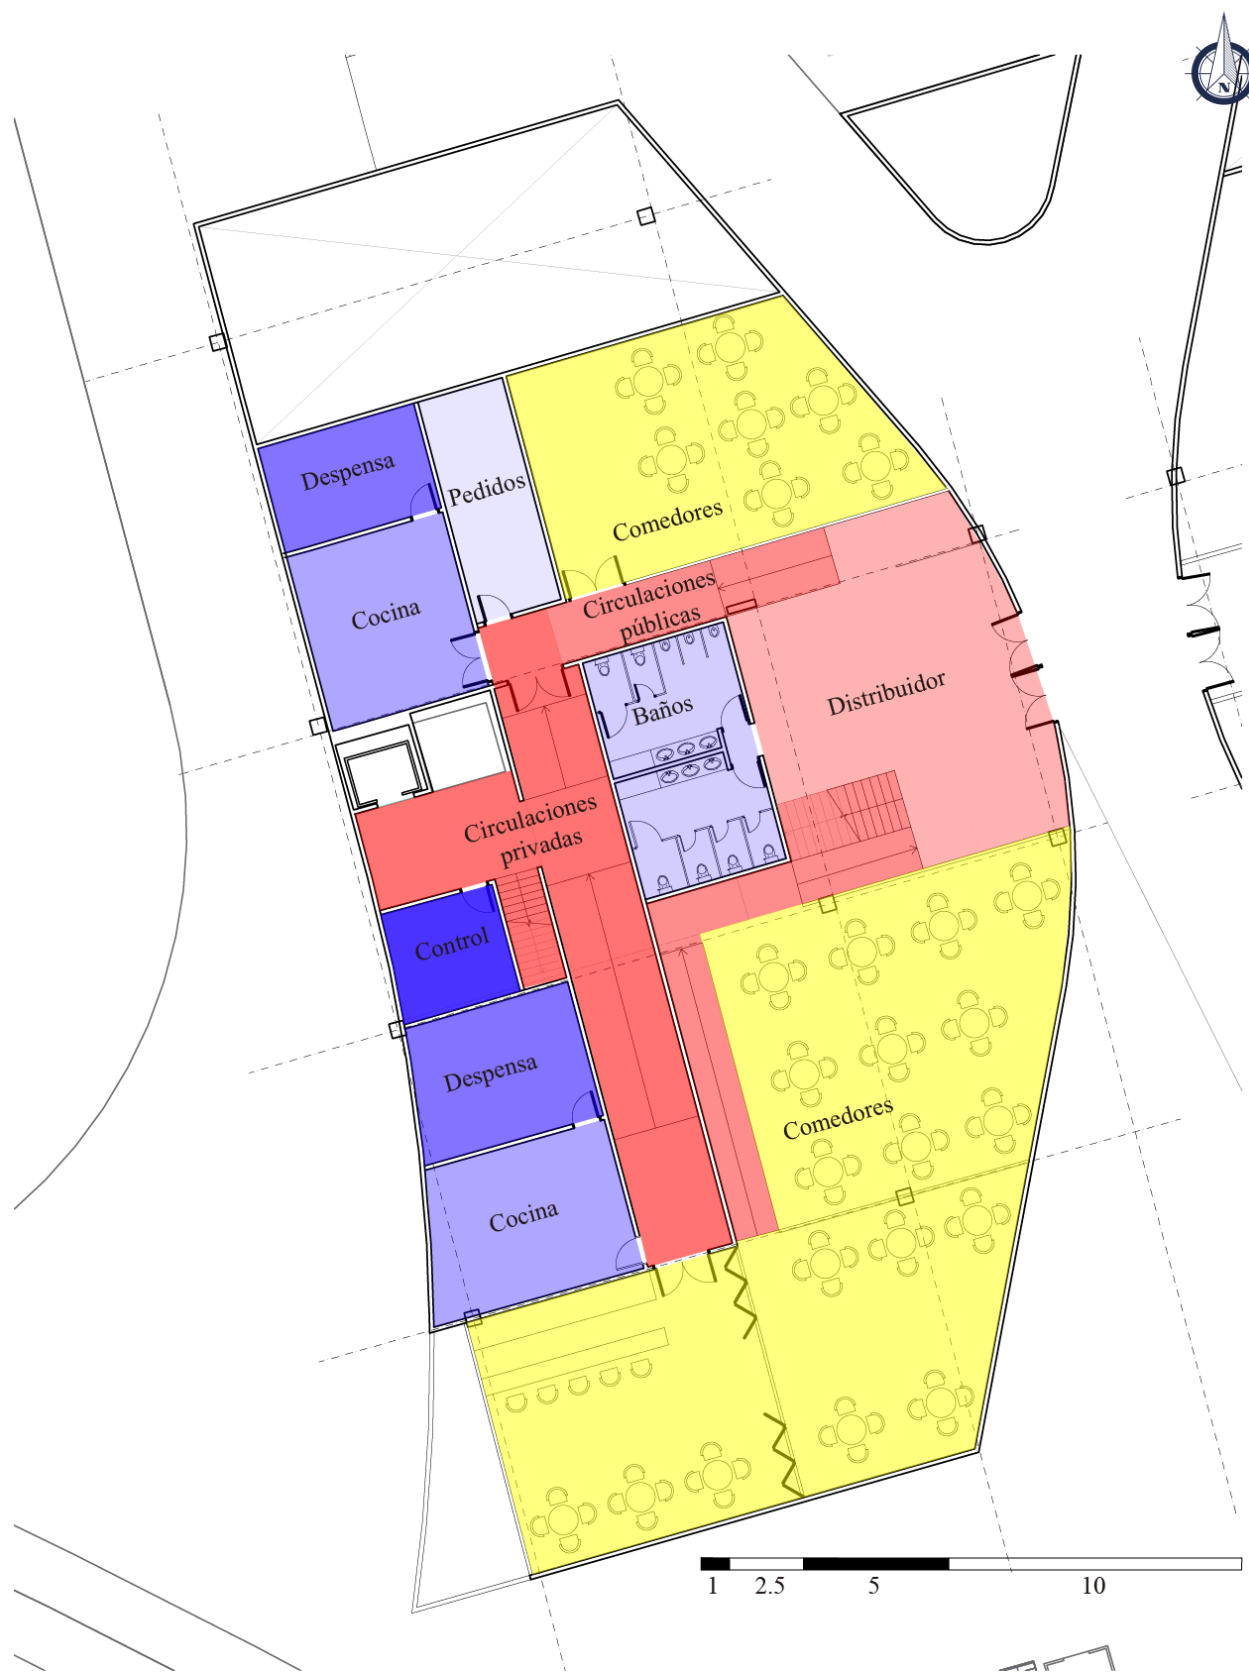 N
Despensa
Pedidos
Comedores
Cocina
Circulaciones
públicas
Baños
Distribuidor
Circulaciones
privadas
Control
Despensa
Comedores
Cocina
1 2.5 5 10